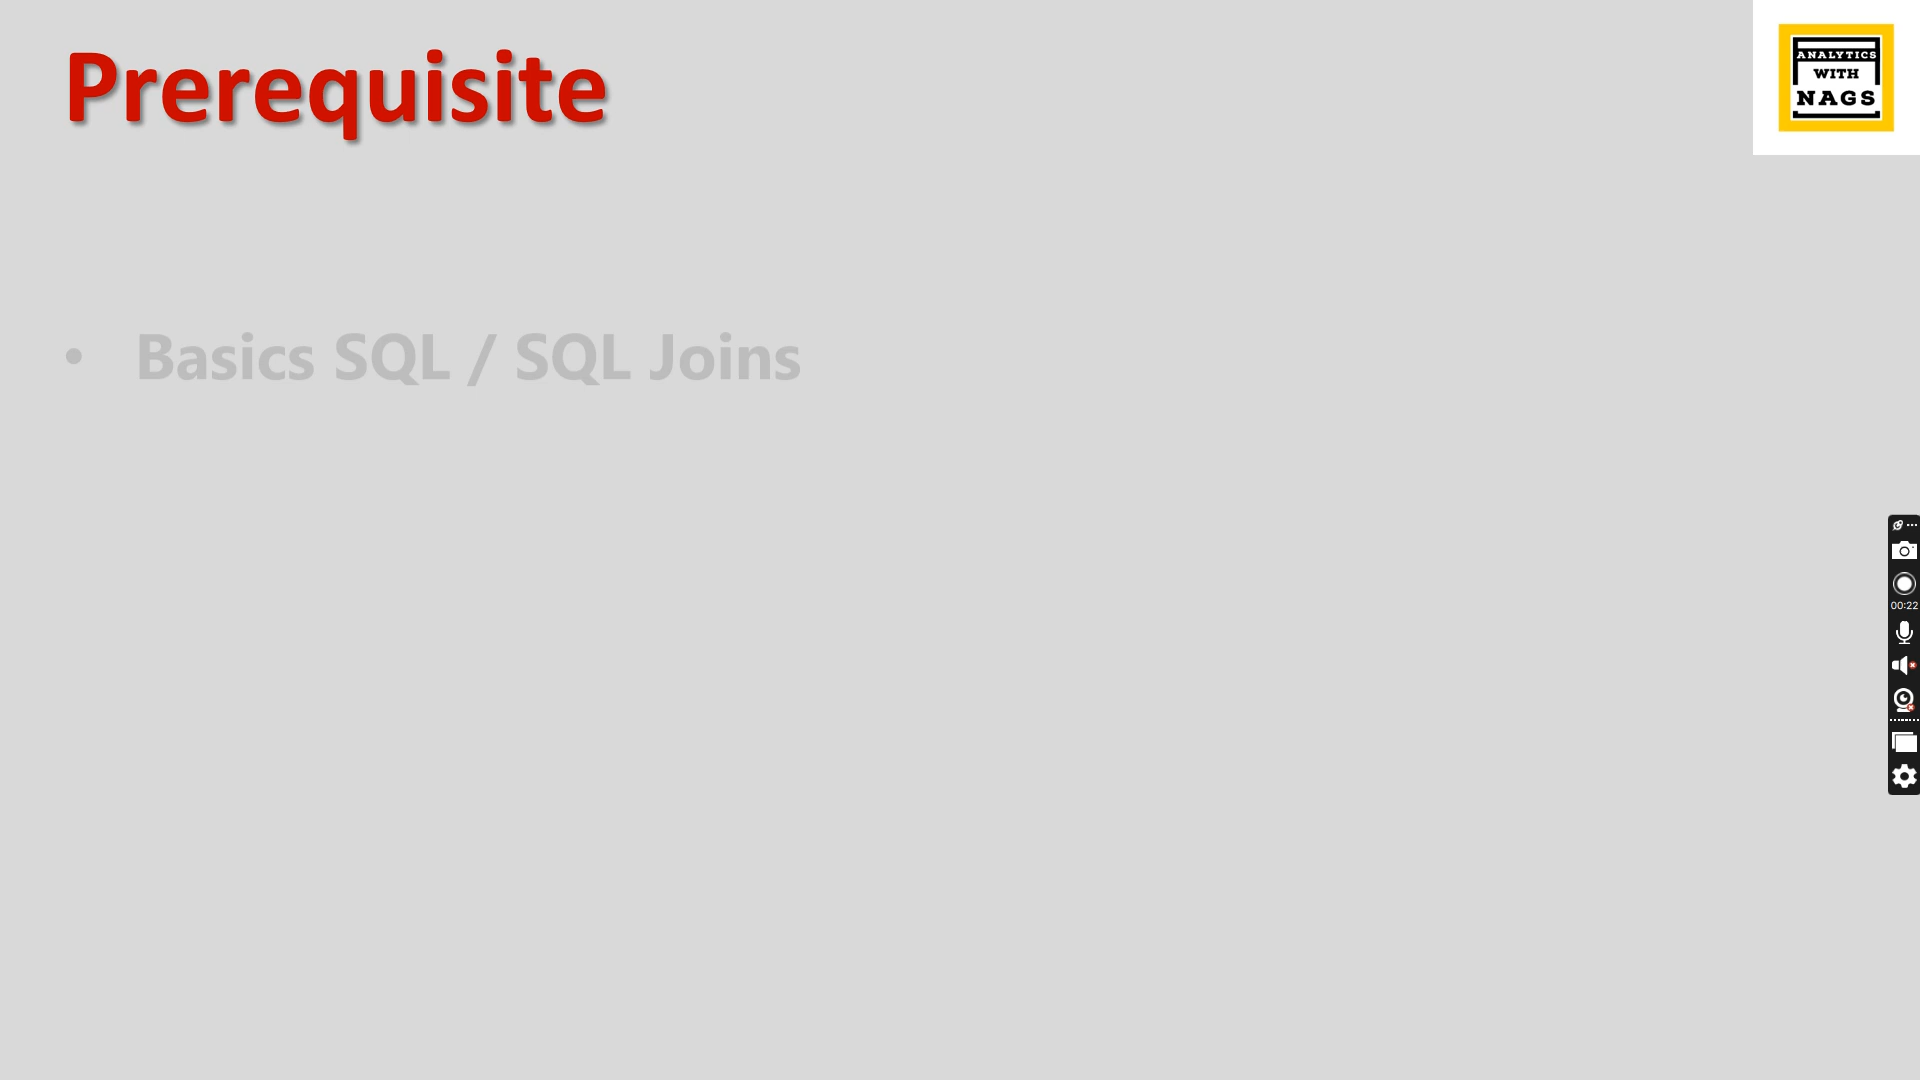 Prerequisite
ANALYTICS
WITH
NAGS
• Basics SQL / SQL Joins
00:22